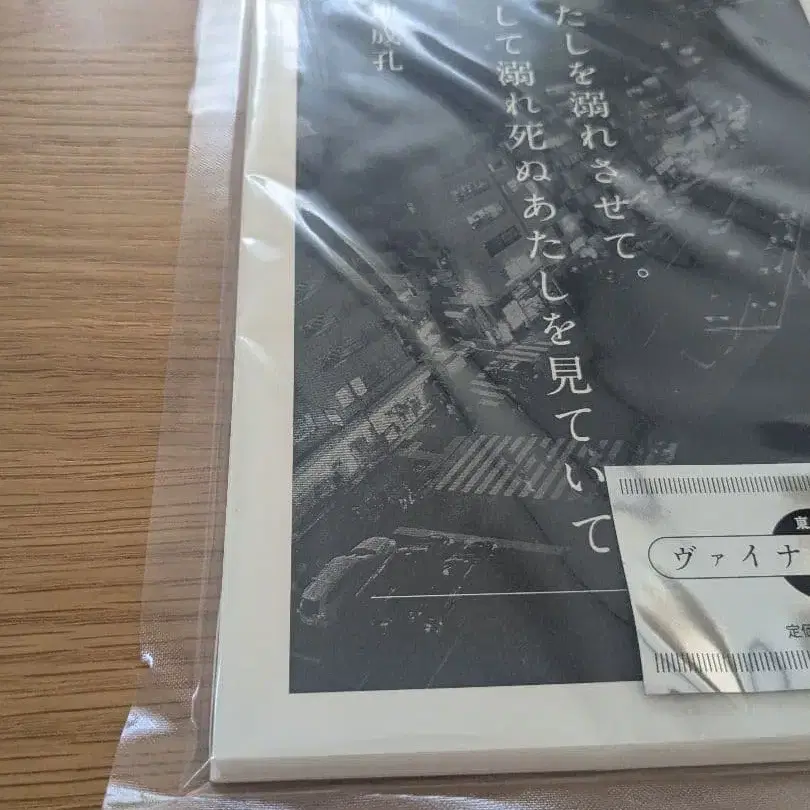 たしを溺れさせて。
して溺れ死ぬあたしを見ていて
成孔
東
ヴァイナ
定価